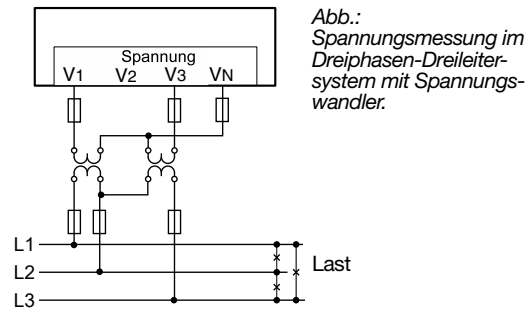 Abb.:
Spannungsmessung im
Dreiphasen-Dreileiter-
system mit Spannungs-
wandler.
Spannung
V1 V2 V3 VN
L1
L2
L3
Last